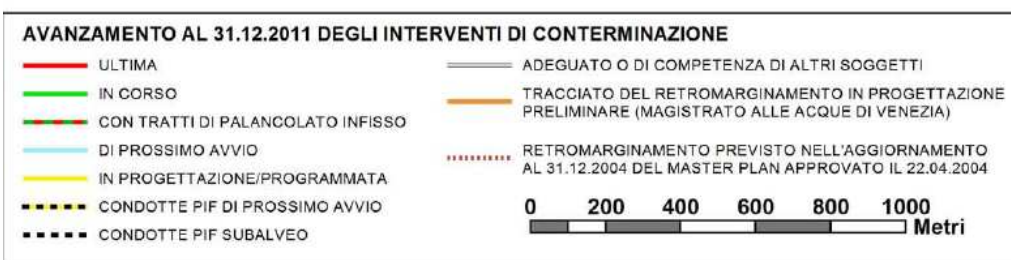 AVANZAMENTO AL 31.12.2011 DEGLI INTERVENTI DI CONTERMINAZIONE
ULTIMA
IN CORSO
CON TRATTI DI PALANCOLATO INFISSO
DI PROSSIMO AVVIO
IN PROGETTAZIONE/PROGRAMMATA
CONDOTTE PIF DI PROSSIMO AVVIO
CONDOTTE PIF SUBALVEO
ADEGUATO O DI COMPETENZA DI ALTRI SOGGETTI
TRACCIATO DEL RETROMARGINAMENTO IN PROGETTAZIONE
PRELIMINARE (MAGISTRATO ALLE ACQUE DI VENEZIA)
RETROMARGINAMENTO PREVISTO NELL'AGGIORNAMENTO
AL 31.12.2004 DEL MASTER PLAN APPROVATO IL 22.04.2004
0 200 400 600 800 1000
Metri